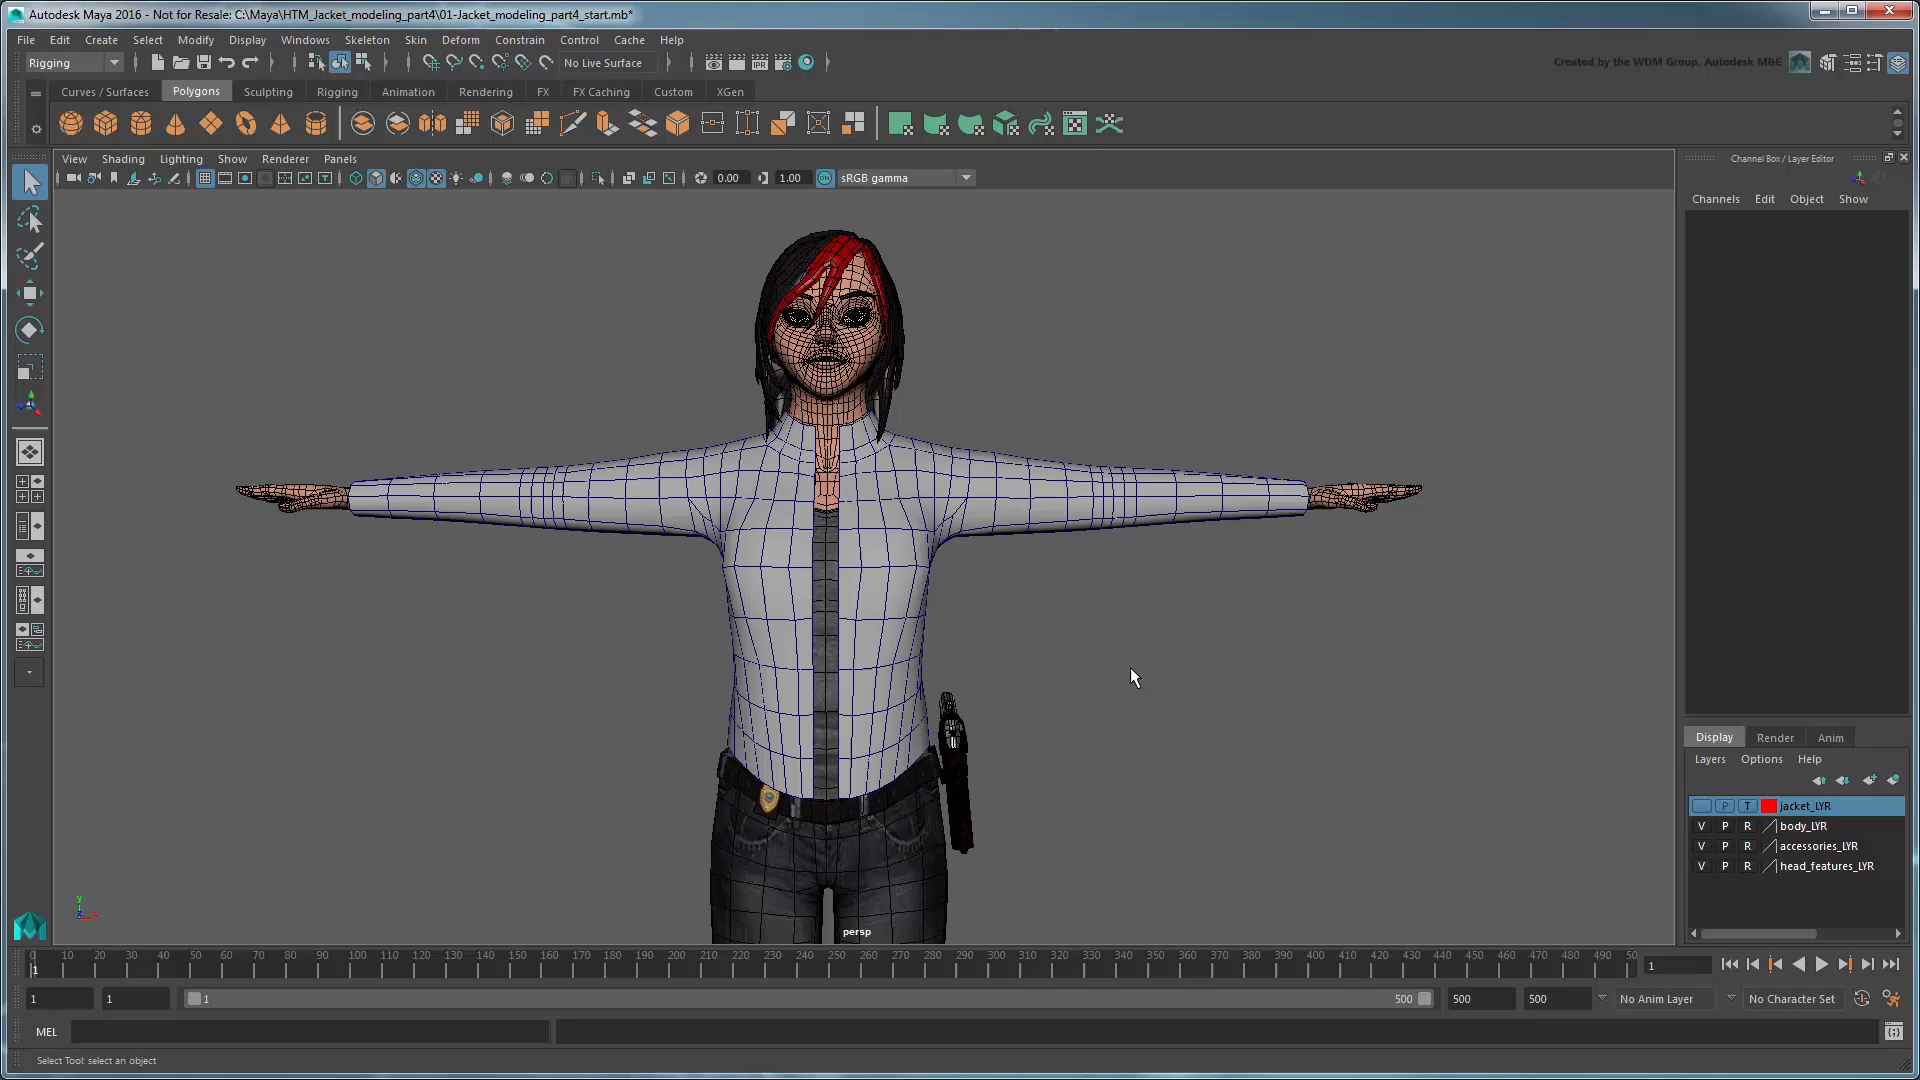 Autodesk Maya 2016 - Not for Resale: C:\Maya\HTM_Jacket_modeling_part4\01-Jacket_modeling_part4_start.mb*
File Edit Create Select Modify Display Windows Skeleton Skin Deform Constrain Control Cache Help
Rigging No Live Surface IPR Created by the WDM Group, Autodesk M&E
Curves / Surfaces Polygons Sculpting Rigging Animation Rendering FX FX Caching Custom XGen
View Shading Lighting Show Renderer Panels
Channel Box / Layer Editor
0.00 1.00 ON sRGB gamma
Channels Edit Object Show
Display Render Anim
Layers Options Help
P T jacket_LYR
V P R body_LYR
V P R accessories_LYR
V P R head_features_LYR
y
z x
persp
0 10 20 30 40 50 60 70 80 90 100 110 120 130 140 150 160 170 180 190 200 210 220 230 240 250 260 270 280 290 300 310 320 330 340 350 360 370 380 390 400 410 420 430 440 450 460 470 480 490 50
1 1
1 1 1 500 500 500 No Anim Layer No Character Set
MEL
Select Tool: select an object